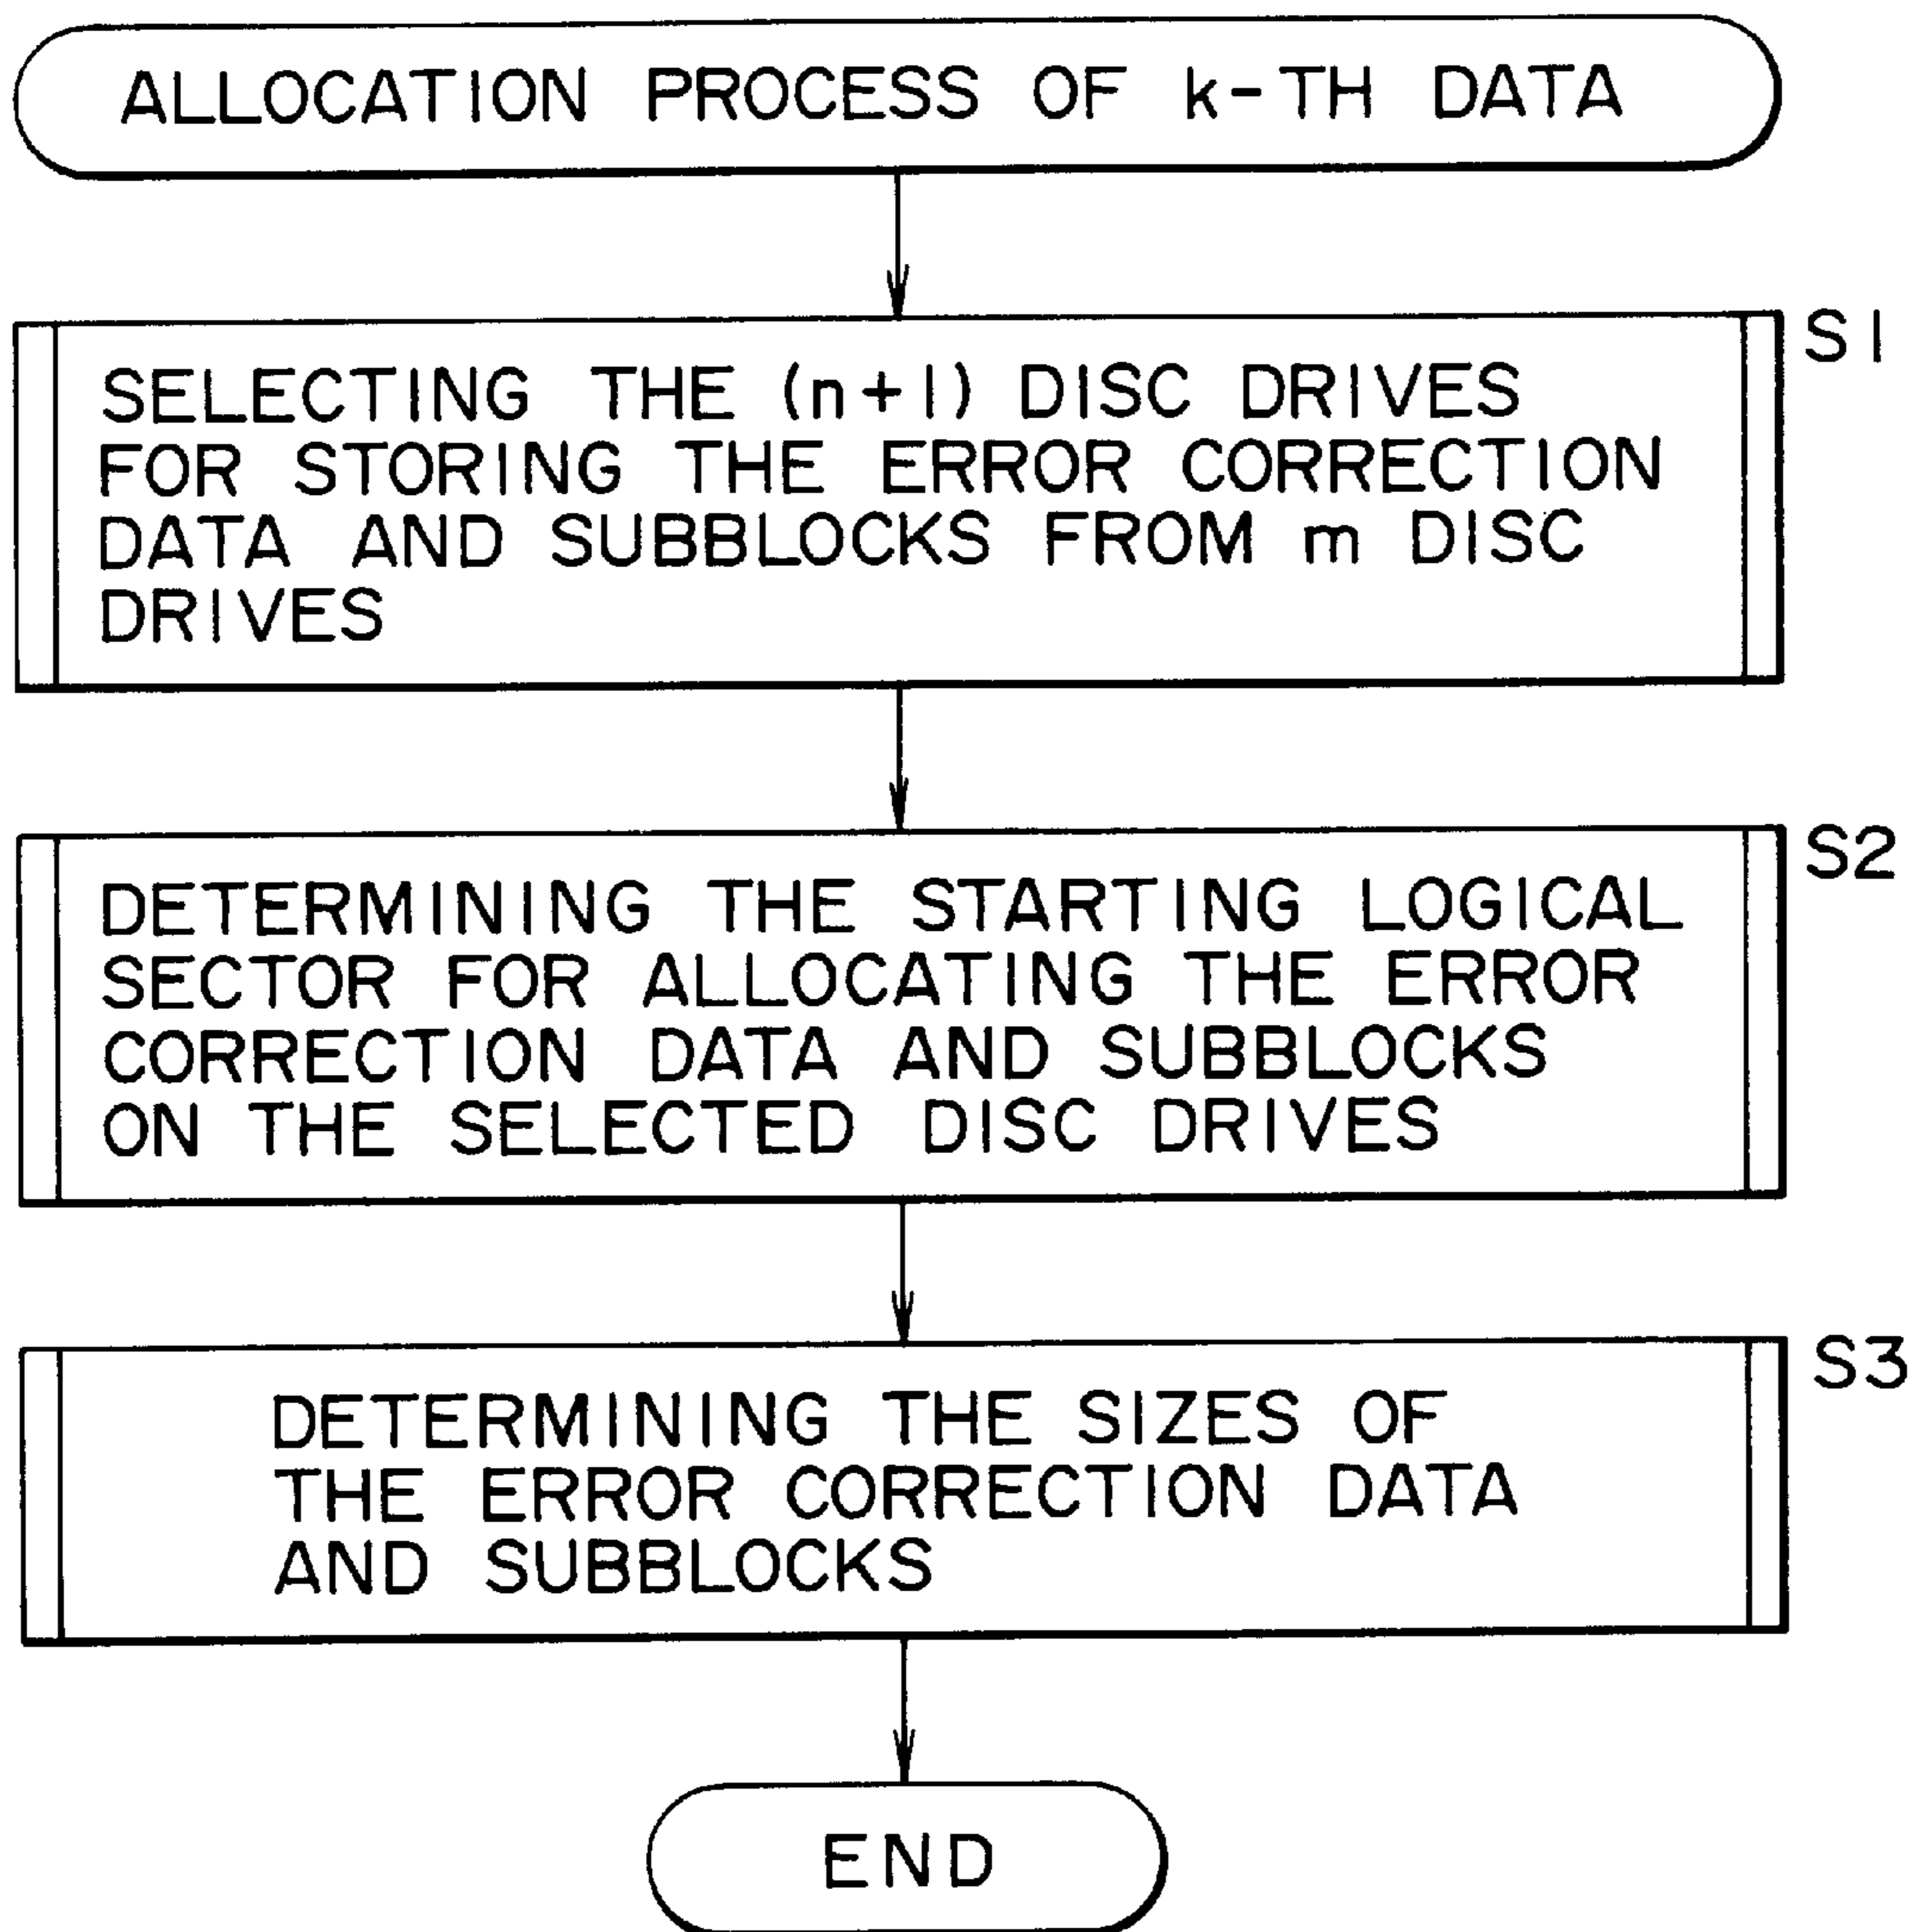 ALLOCATION PROCESS OF k-TH DATA
S1
SELECTING THE (n+1) DISC DRIVES
FOR STORING THE ERROR CORRECTION
DATA AND SUBBLOCKS FROM m DISC
DRIVES
S2
DETERMINING THE STARTING LOGICAL
SECTOR FOR ALLOCATING THE ERROR
CORRECTION DATA AND SUBBLOCKS
ON THE SELECTED DISC DRIVES
S3
DETERMINING THE SIZES OF
THE ERROR CORRECTION DATA
AND SUBBLOCKS
END